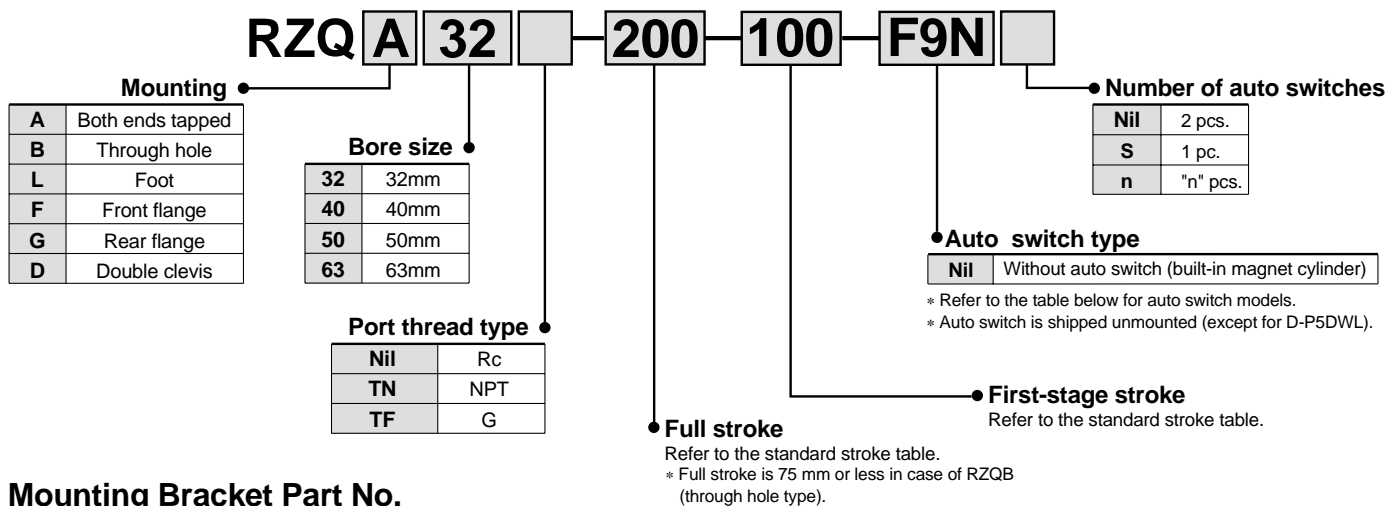 RZQ A 32 - 200 - 100 - F9N
Mounting
A Both ends tapped
B Through hole
L Foot
F Front flange
G Rear flange
D Double clevis
Bore size
32 32mm
40 40mm
50 50mm
63 63mm
Port thread type
Nil Rc
TN NPT
TF G
Full stroke
Refer to the standard stroke table.
* Full stroke is 75 mm or less in case of RZQB
(through hole type).
First-stage stroke
Refer to the standard stroke table.
Auto switch type
Nil Without auto switch (built-in magnet cylinder)
* Refer to the table below for auto switch models.
* Auto switch is shipped unmounted (except for D-P5DWL).
Number of auto switches
Nil 2 pcs.
S 1 pc.
n "n" pcs.
Mounting Bracket Part No.